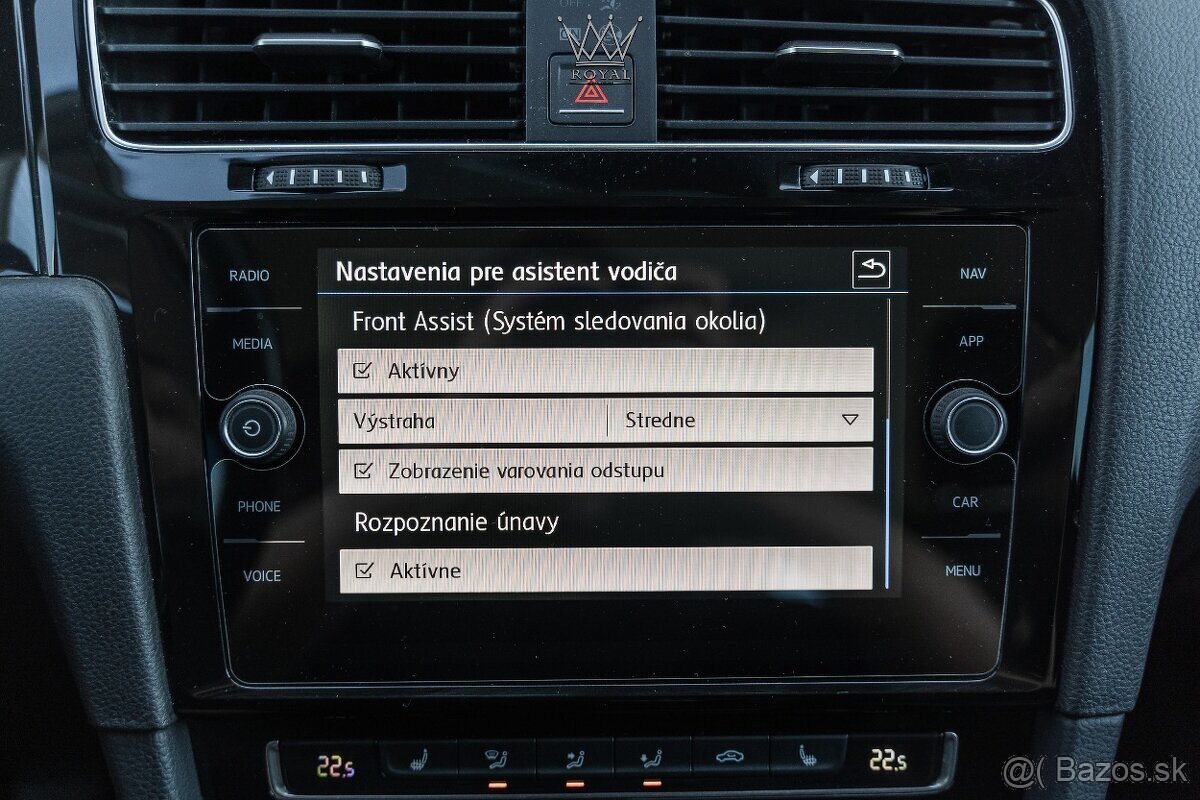 OFF
ROYAL
RADIO
MEDIA
PHONE
VOICE
Nastavenia pre asistent vodiča
Front Assist (Systém sledovania okolia)
Aktívny
Výstraha Stredne
Zobrazenie varovania odstupu
Rozpoznanie únavy
Aktívne
NAV
APP
CAR
MENU
22.5
22.5
@( Bazos.sk